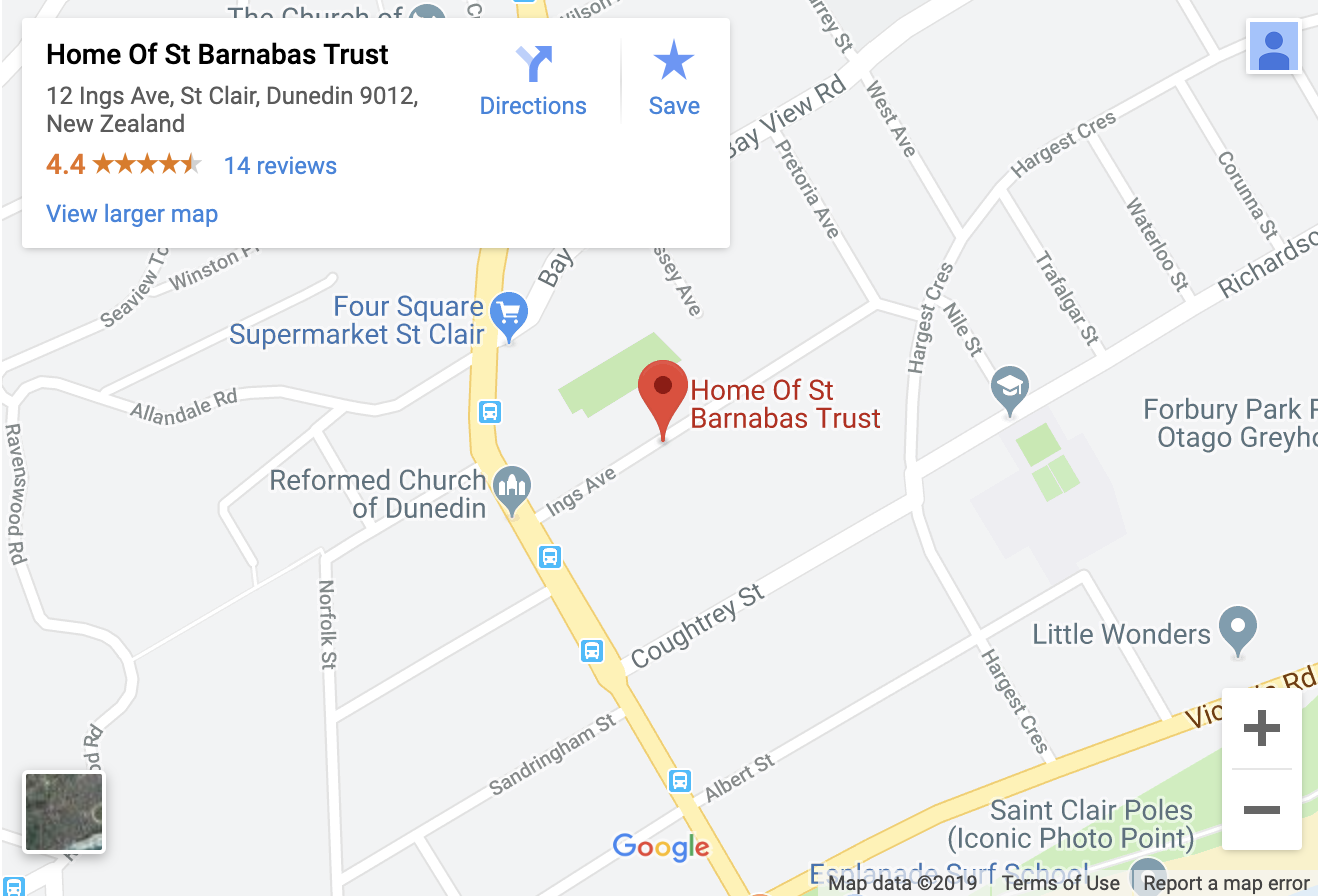 The Church of
Wilson
Home Of St Barnabas Trust
12 Ings Ave, St Clair, Dunedin 9012,
New Zealand
4.4
14 reviews
View larger map
Directions
Save
Bay View Rd
West Ave
Pretoria Ave
Hargest Cres
Corunna St
Waterloo St
Trafalgar St
Richardso
Seaview To
Winston P
Bay
ssey Ave
Hargest Cres
Nile St
Four Square
Supermarket St Clair
Allandale Rd
Home Of St
Barnabas Trust
Forbury Park
Otago Greyho
Ravenswood Rd
Reformed Church
of Dunedin
Ings Ave
Norfolk St
Coughtrey St
Little Wonders
Hargest Cres
Rd
Sandringham St
Albert St
Saint Clair Poles
(Iconic Photo Point)
Esplanade Surf School
Google
Map data ©2019
Terms of Use
Report a map error